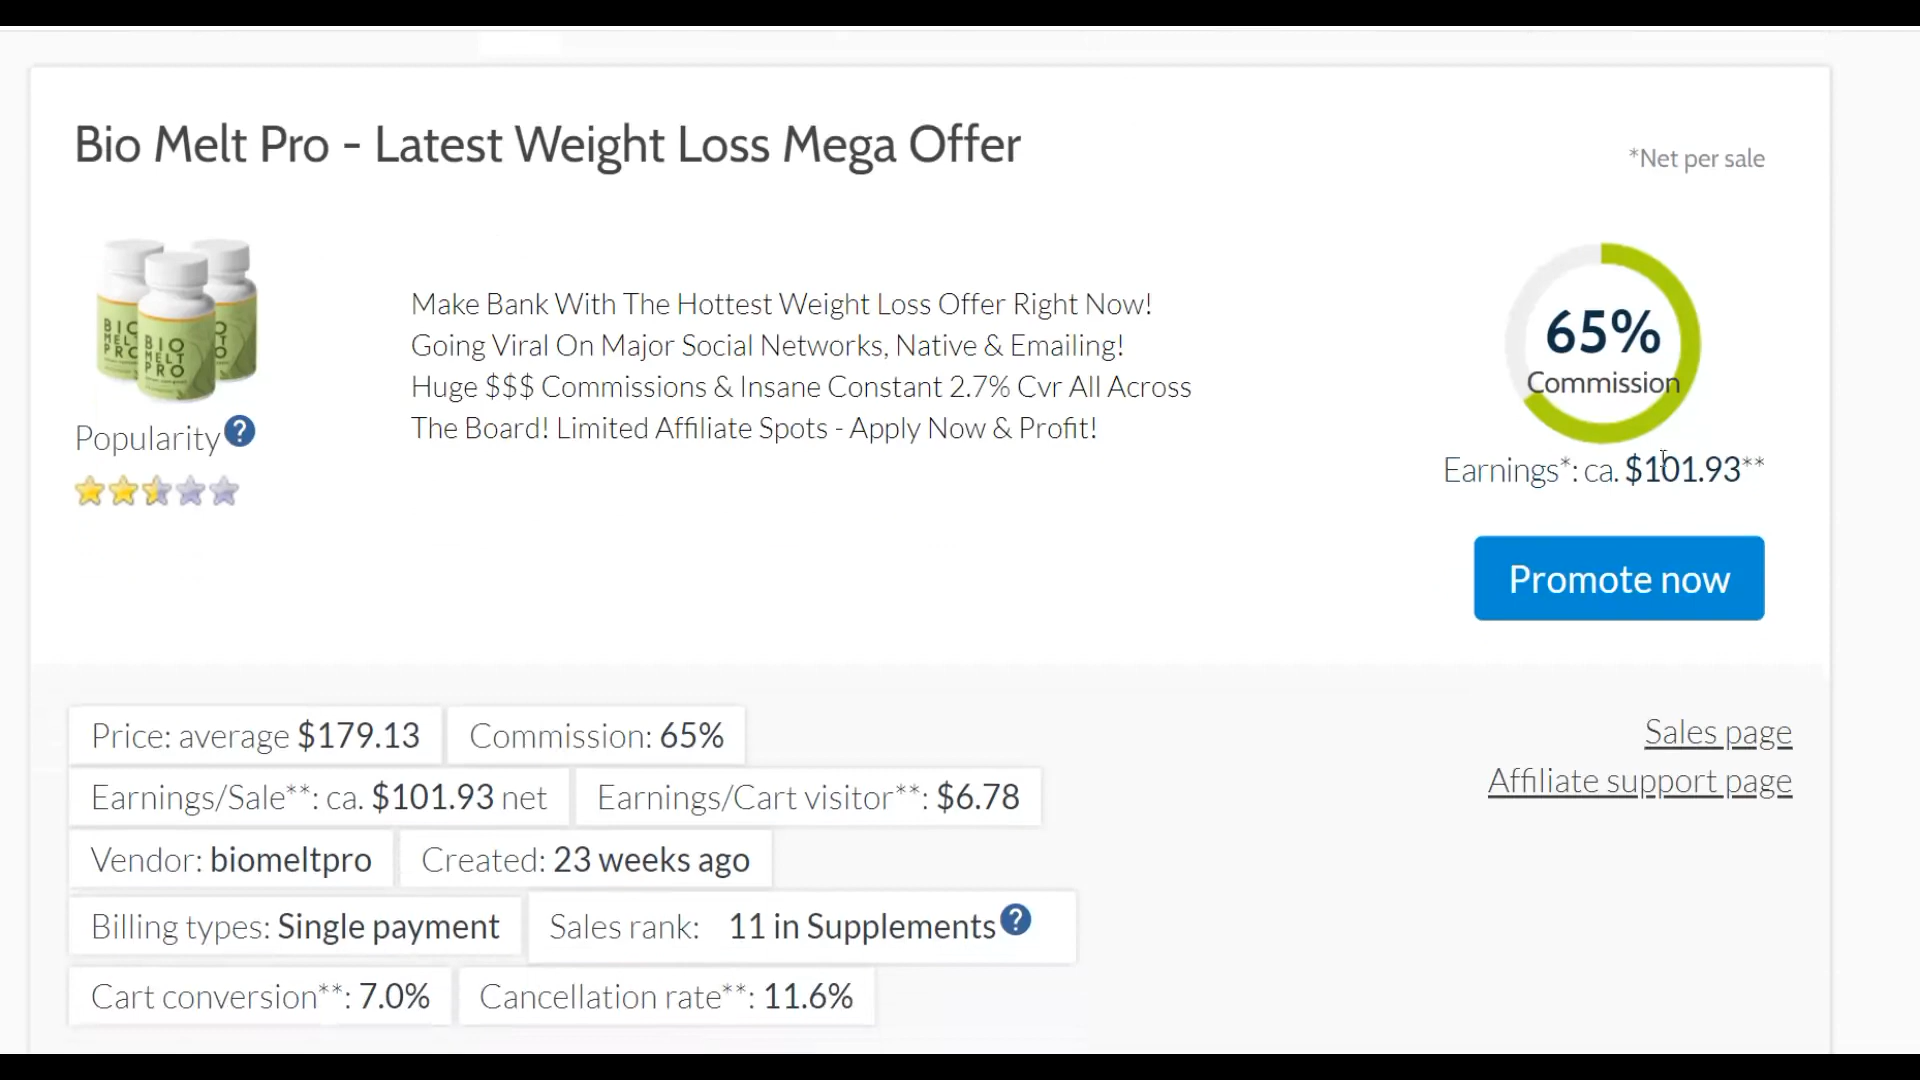 Bio Melt Pro - Latest Weight Loss Mega Offer
*Net per sale
BIO
MELT
PRO
Make Bank With The Hottest Weight Loss Offer Right Now!
Going Viral On Major Social Networks, Native & Emailing!
Huge $$$ Commissions & Insane Constant 2.7% Cvr All Across
The Board! Limited Affiliate Spots - Apply Now & Profit!
65%
Commission
Popularity ?
Earnings*: ca. $101.93**
Promote now
Price: average $179.13 Commission: 65%
Sales page
Earnings/Sale**: ca. $101.93 net Earnings/Cart visitor**: $6.78
Affiliate support page
Vendor: biomeltpro Created: 23 weeks ago
Billing types: Single payment Sales rank: 11 in Supplements ?
Cart conversion**: 7.0% Cancellation rate**: 11.6%